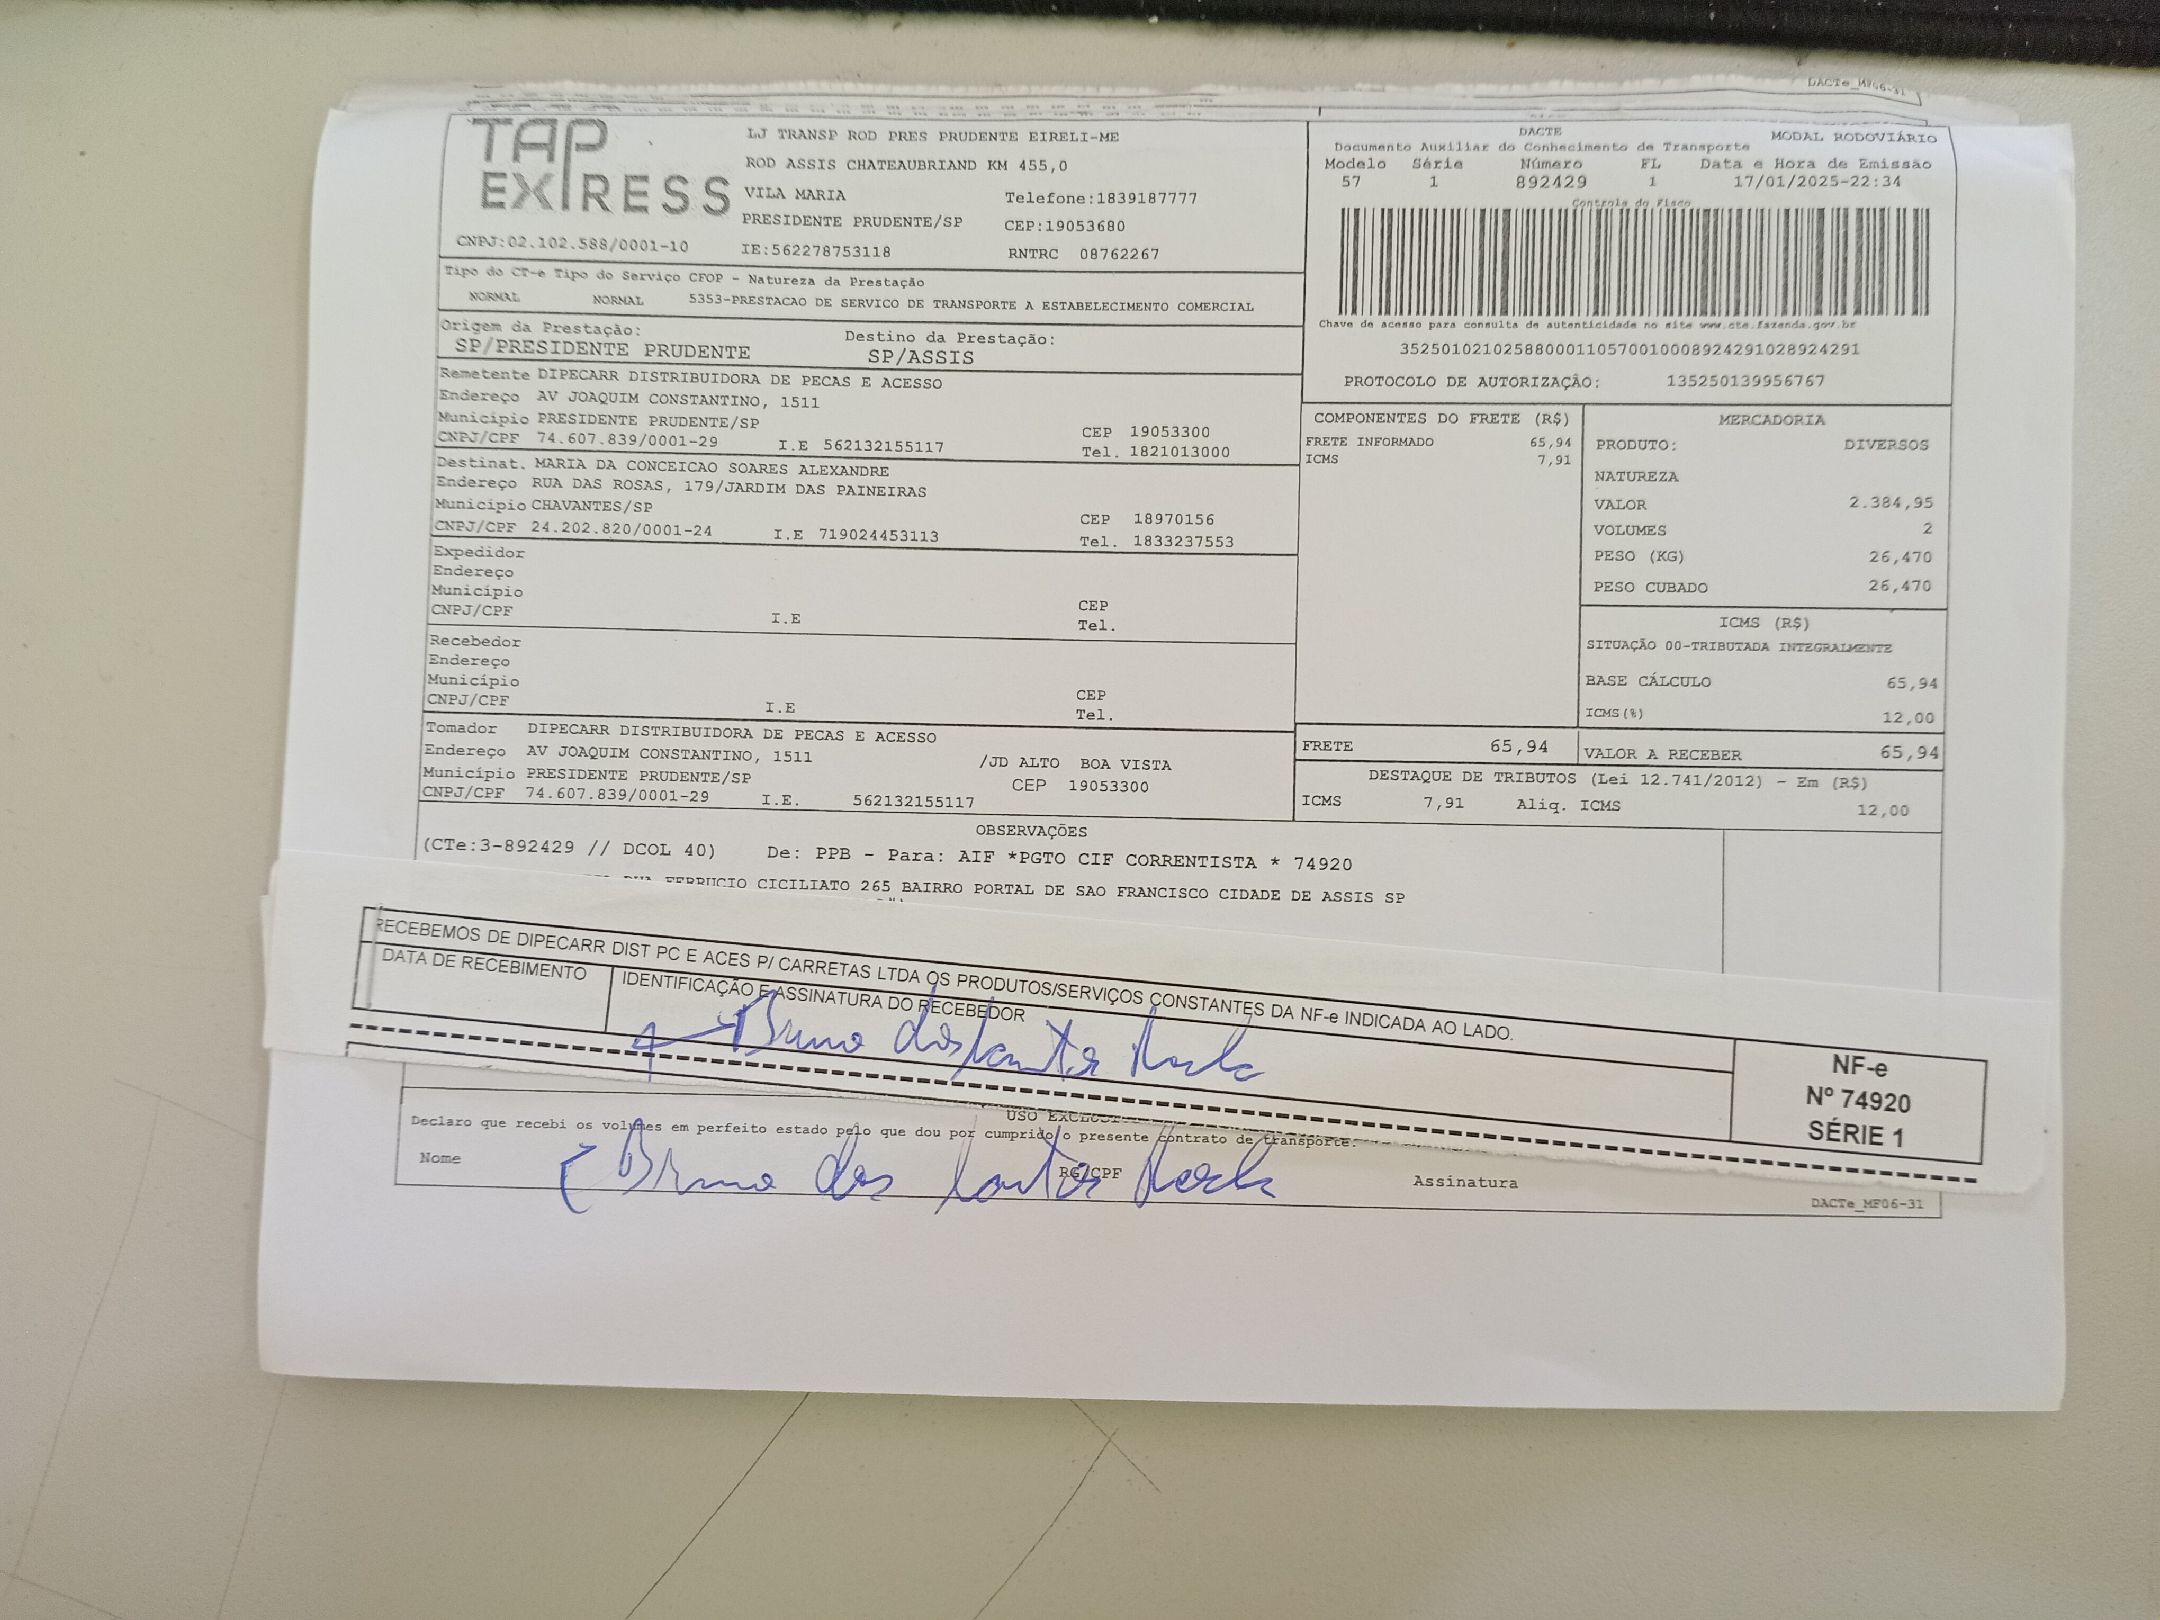 DACTe_MF06-31
TAP EXPRESS
LJ TRANSP ROD PRES PRUDENTE EIRELI-ME
ROD ASSIS CHATEAUBRIAND KM 455,0
VILA MARIA Telefone:1839187777
PRESIDENTE PRUDENTE/SP CEP:19053680
CNPJ:02.102.588/0001-10 IE:562278753118 RNTRC 08762267
DACTE MODAL RODOVIÁRIO
Documento Auxiliar do Conhecimento de Transporte
Modelo Série Número FL Data e Hora de Emissão
57 1 892429 1 17/01/2025-22:34
Controle do Fisco
Chave de acesso para consulta de autenticidade no site www.cte.fazenda.gov.br
35250102102588000110570010008924291028924291
PROTOCOLO DE AUTORIZAÇÃO: 135250139956767
Tipo do CT-e Tipo do Serviço CFOP - Natureza da Prestação
NORMAL NORMAL 5353-PRESTACAO DE SERVICO DE TRANSPORTE A ESTABELECIMENTO COMERCIAL
Origem da Prestação: Destino da Prestação:
SP/PRESIDENTE PRUDENTE SP/ASSIS
Remetente DIPECARR DISTRIBUIDORA DE PECAS E ACESSO
Endereço AV JOAQUIM CONSTANTINO, 1511
Município PRESIDENTE PRUDENTE/SP CEP 19053300
CNPJ/CPF 74.607.839/0001-29 I.E 562132155117 Tel. 1821013000
Destinat. MARIA DA CONCEICAO SOARES ALEXANDRE
Endereço RUA DAS ROSAS, 179/JARDIM DAS PAINEIRAS
Município CHAVANTES/SP CEP 18970156
CNPJ/CPF 24.202.820/0001-24 I.E 719024453113 Tel. 1833237553
Expedidor
Endereço
Município CEP
CNPJ/CPF I.E Tel.
Recebedor
Endereço
Município CEP
CNPJ/CPF I.E Tel.
Tomador DIPECARR DISTRIBUIDORA DE PECAS E ACESSO
Endereço AV JOAQUIM CONSTANTINO, 1511 /JD ALTO BOA VISTA
Município PRESIDENTE PRUDENTE/SP CEP 19053300
CNPJ/CPF 74.607.839/0001-29 I.E. 562132155117
COMPONENTES DO FRETE (R$)
FRETE INFORMADO 65,94
ICMS 7,91
MERCADORIA
PRODUTO: DIVERSOS
NATUREZA
VALOR 2.384,95
VOLUMES 2
PESO (KG) 26,470
PESO CUBADO 26,470
ICMS (R$)
SITUAÇÃO 00-TRIBUTADA INTEGRALMENTE
BASE CÁLCULO 65,94
ICMS(%) 12,00
FRETE 65,94 VALOR A RECEBER 65,94
DESTAQUE DE TRIBUTOS (Lei 12.741/2012) - Em (R$)
ICMS 7,91 Aliq. ICMS 12,00
OBSERVAÇÕES
(CTe:3-892429 // DCOL 40) De: PPB - Para: AIF *PGTO CIF CORRENTISTA * 74920
RUA FERRUCIO CICILIATO 265 BAIRRO PORTAL DE SAO FRANCISCO CIDADE DE ASSIS SP
RECEBEMOS DE DIPECARR DIST PC E ACES P/ CARRETAS LTDA OS PRODUTOS/SERVIÇOS CONSTANTES DA NF-e INDICADA AO LADO.
DATA DE RECEBIMENTO IDENTIFICAÇÃO E ASSINATURA DO RECEBEDOR
Bruno dos Santos Rocha
NF-e
Nº 74920
SÉRIE 1
USO
Declaro que recebi os volumes em perfeito estado pelo que dou por cumprido o presente contrato de transporte.
Nome RG/CPF Assinatura
Bruno dos Santos Rocha
DACTe_MF06-31